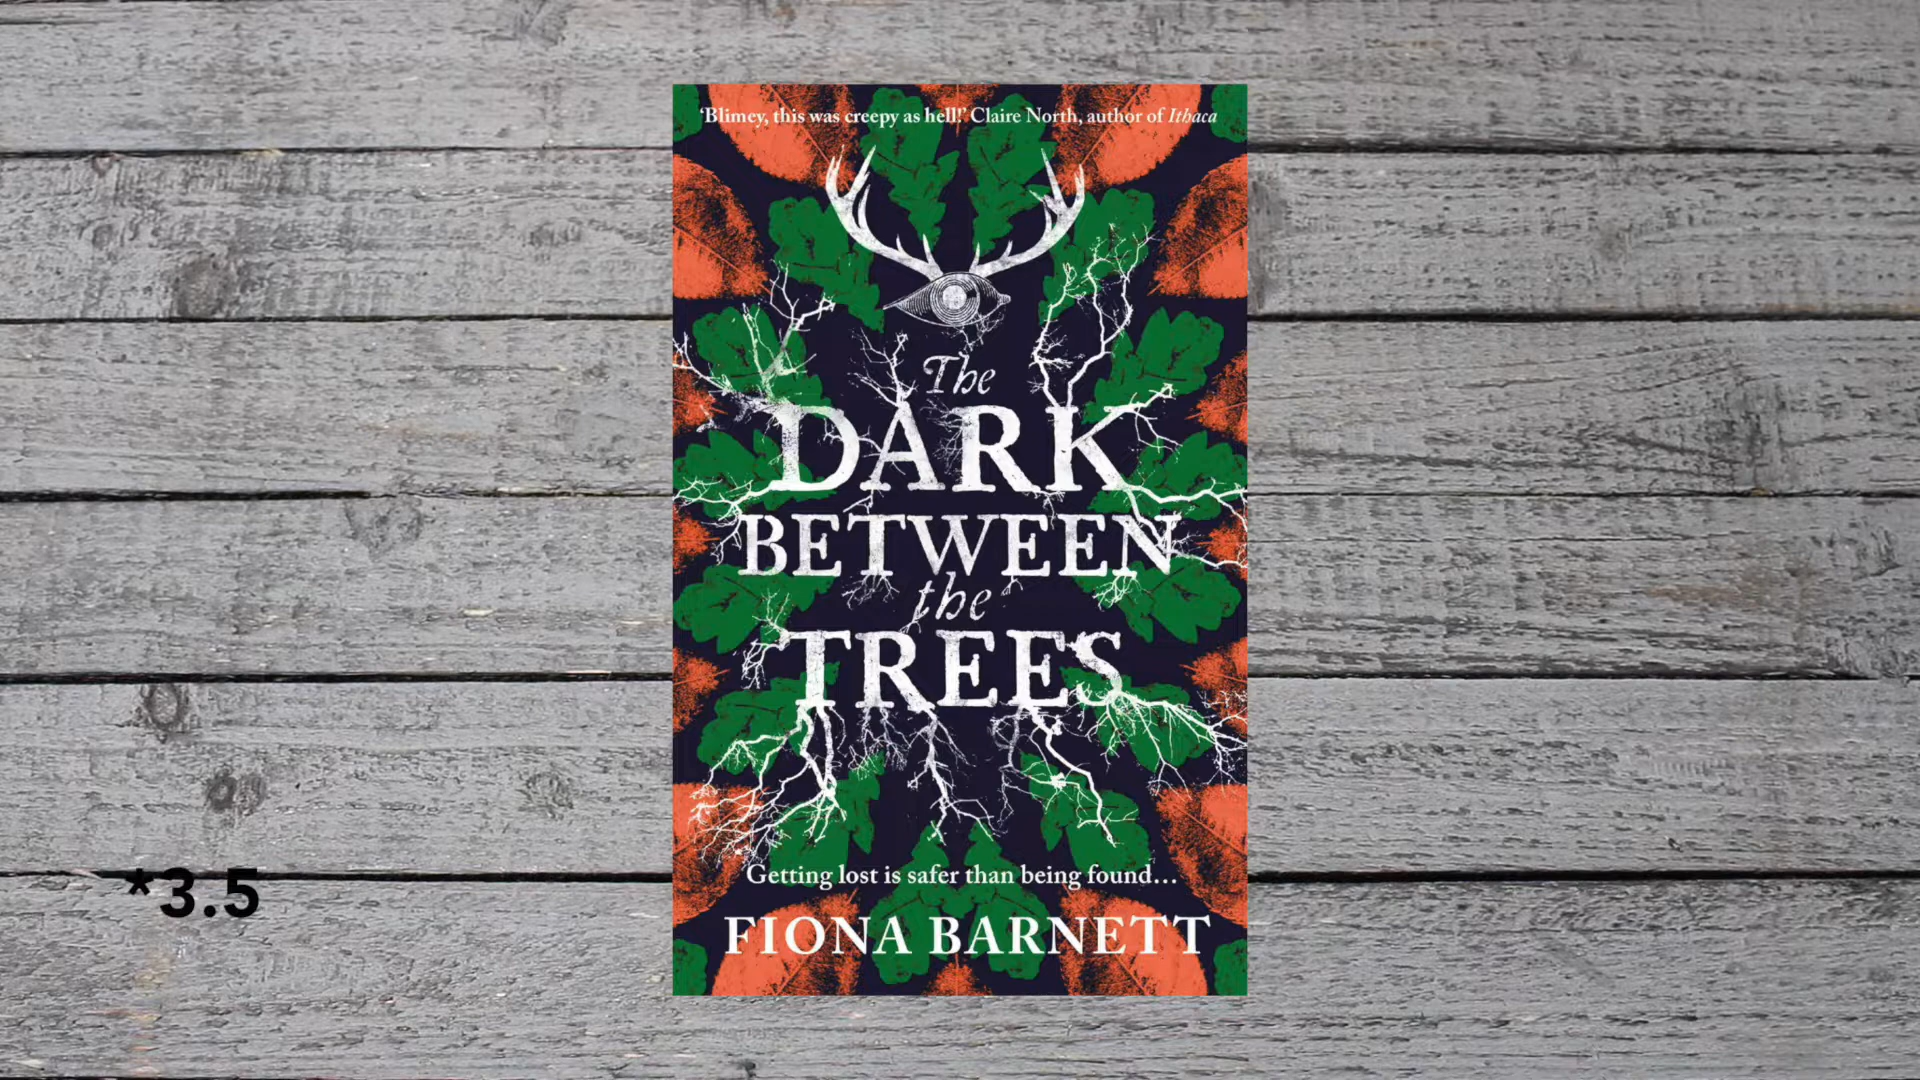 ‘Blimey, this was creepy as hell!’ Claire North, author of Ithaca
The
DARK
BETWEEN
the
TREES
Getting lost is safer than being found...
FIONA BARNETT
*3.5